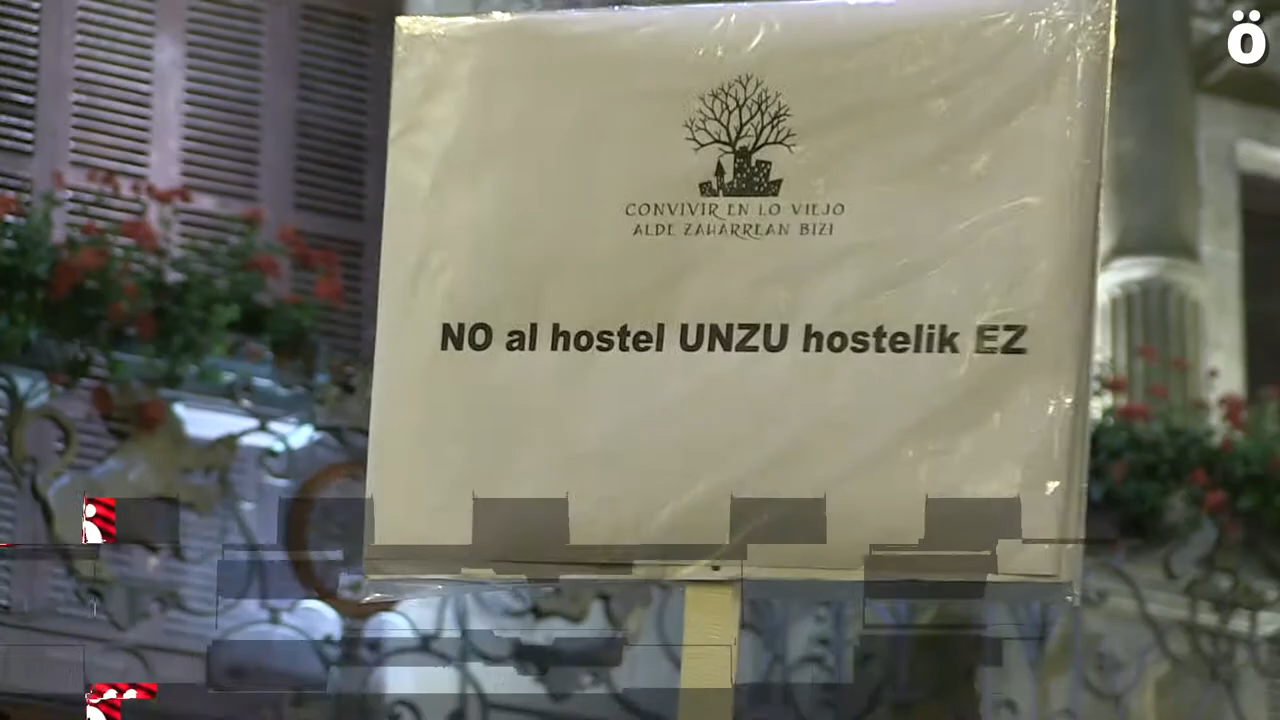 Ö
CONVIVIR EN LO VIEJO
ALDE ZAHARREAN BIZI
NO al hostel UNZU hostelik EZ